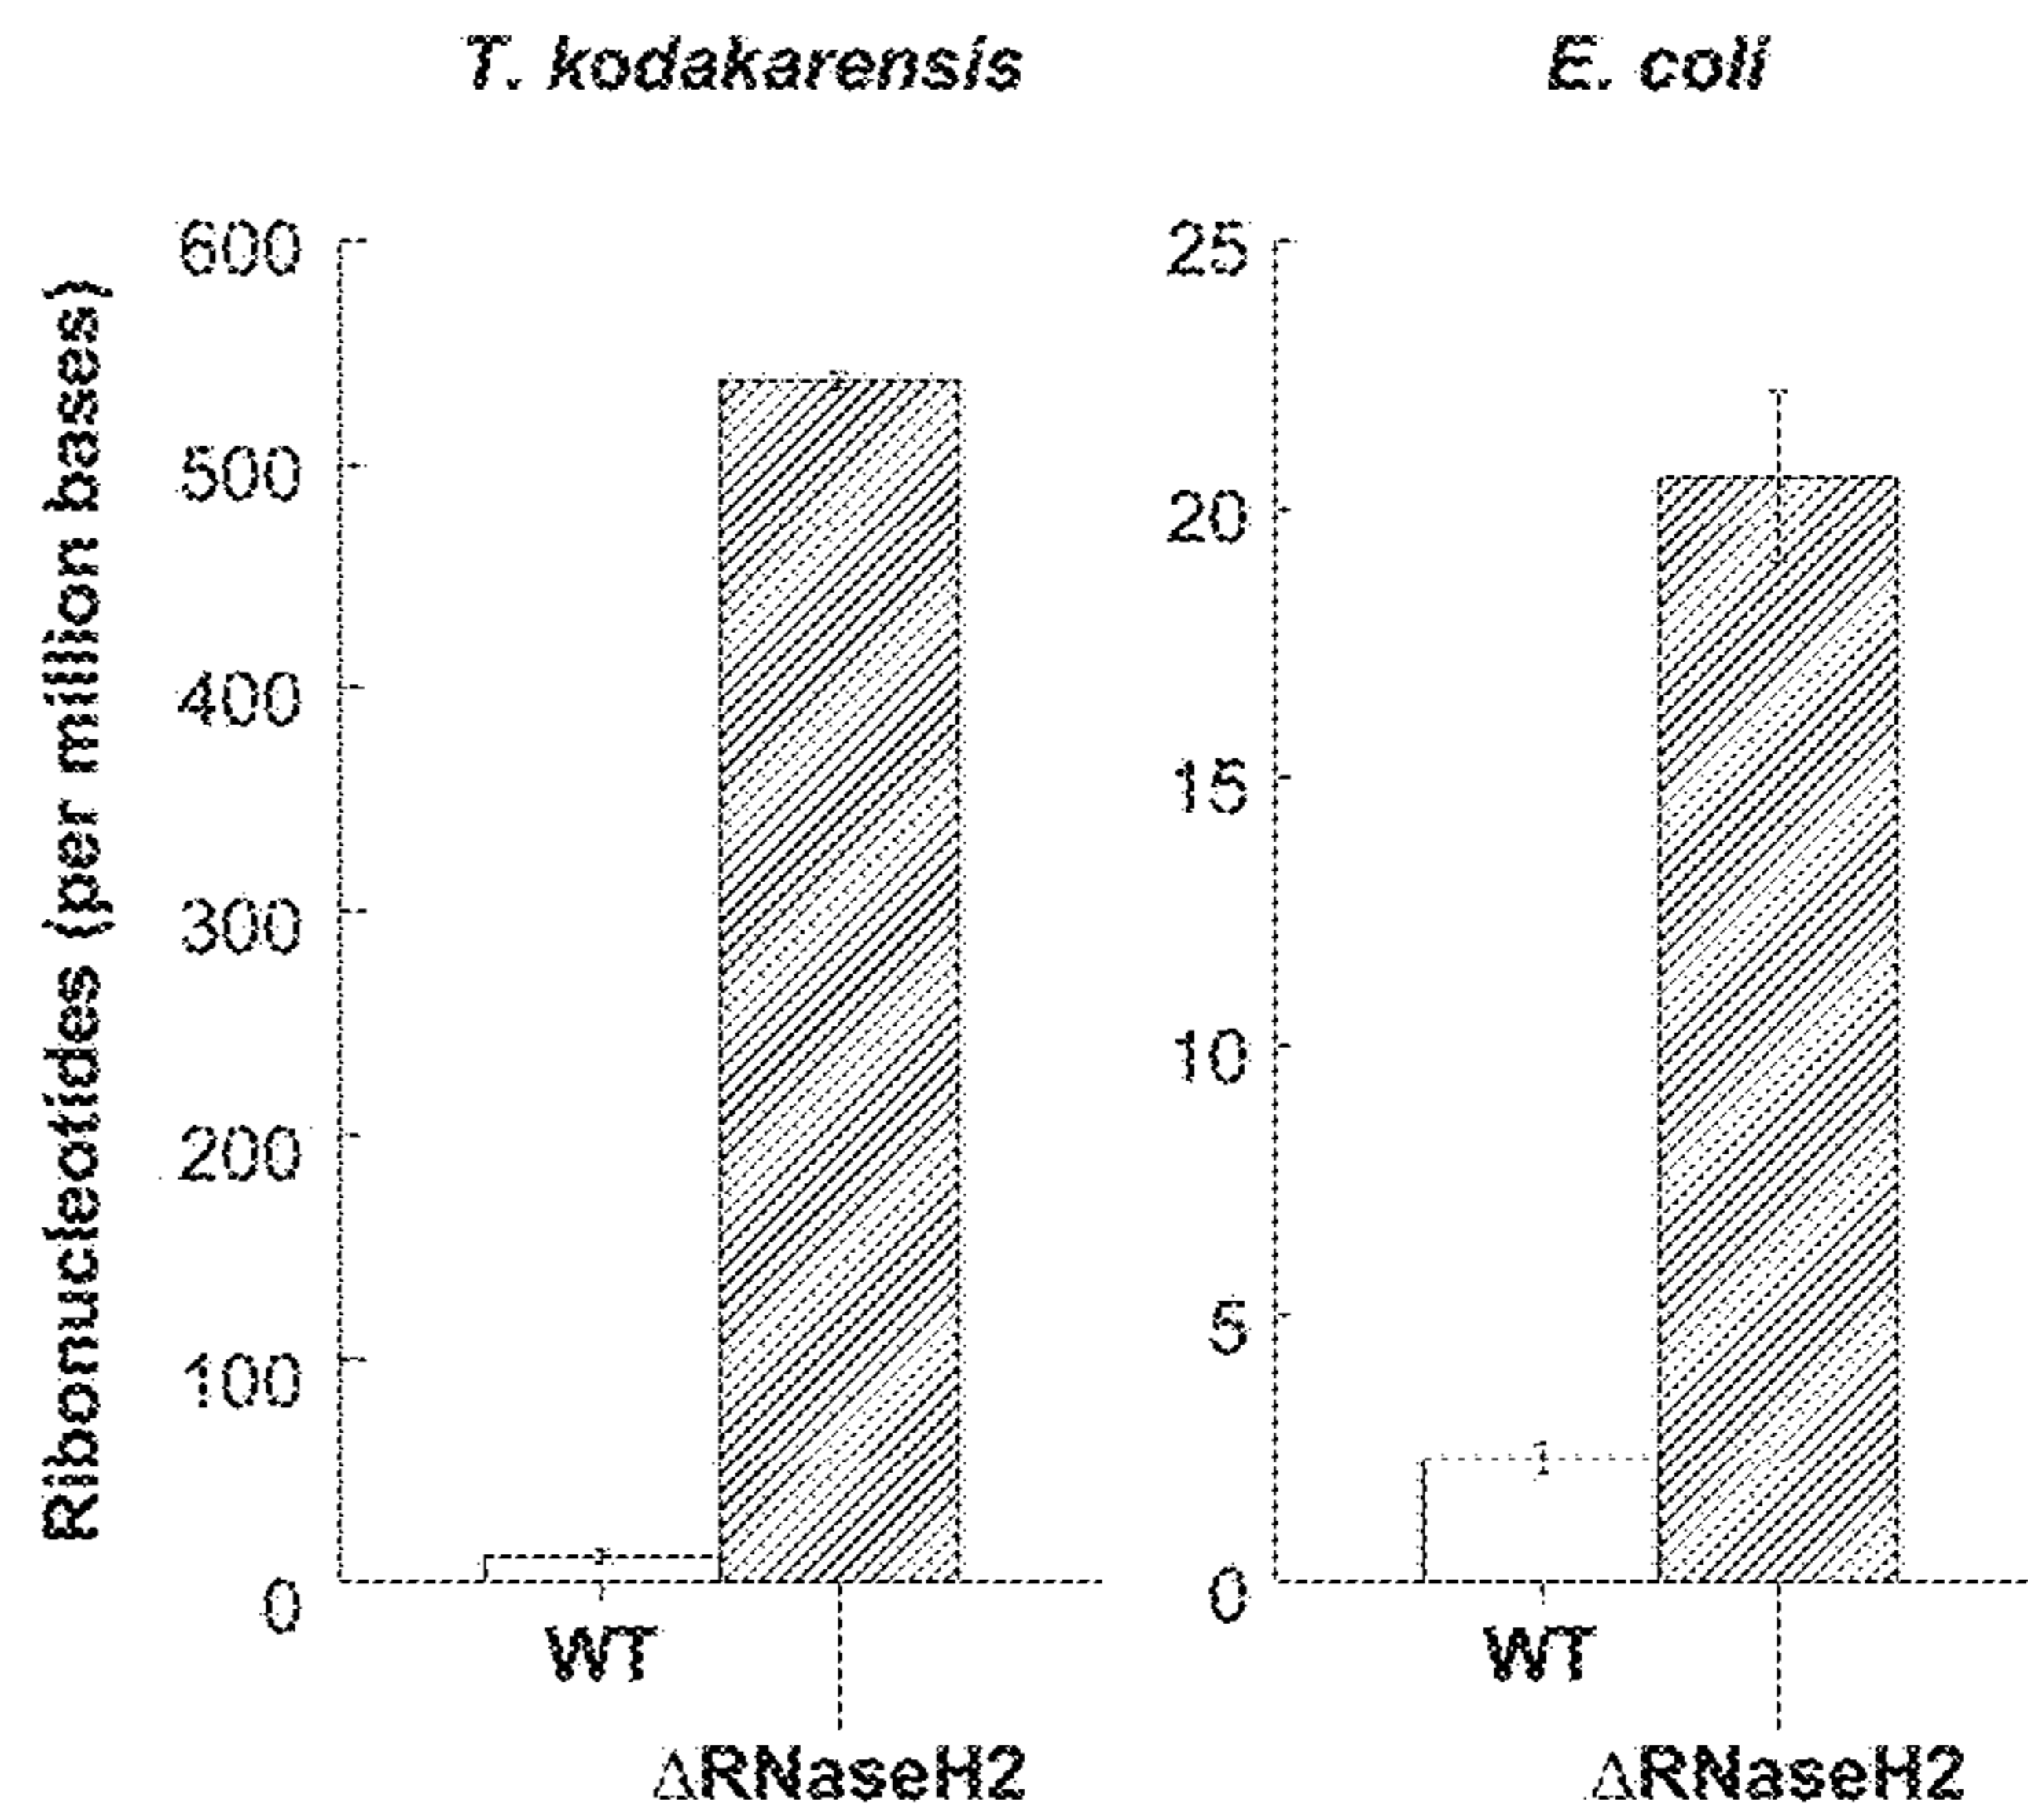 T. kodakarensis
E. coli
Ribonucleotides (per million bases)
600
500
400
300
200
100
0
WT
ΔRNaseH2
25
20
15
10
5
0
WT
ΔRNaseH2